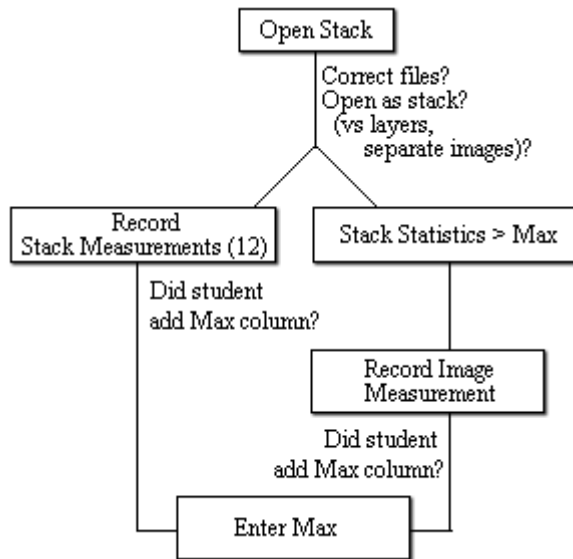 Open Stack
Correct files?
Open as stack?
(vs layers,
separate images)?
Record
Stack Measurements (12)
Stack Statistics > Max
Did student
add Max column?
Record Image
Measurement
Did student
add Max column?
Enter Max